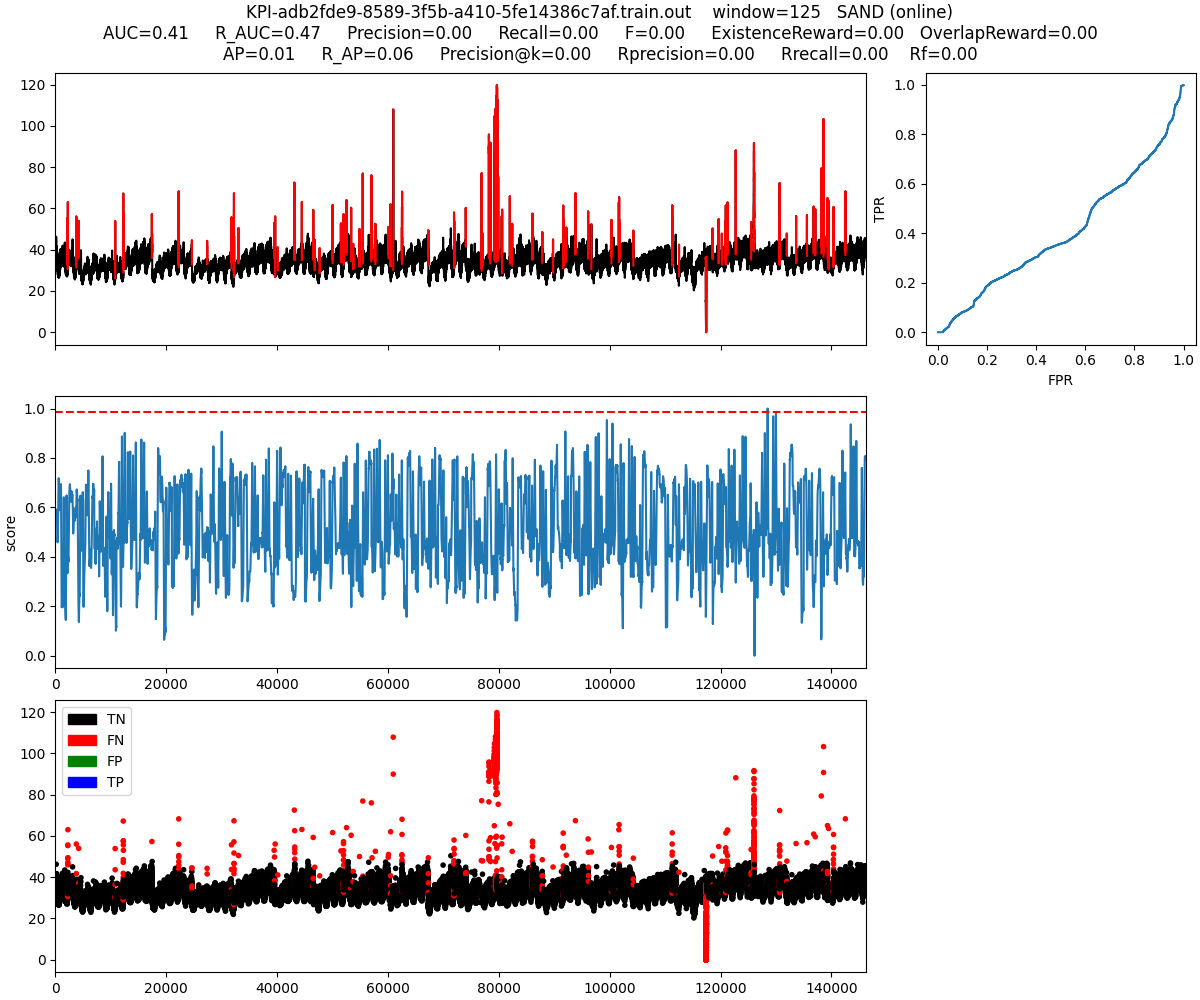 KPI-adb2fde9-8589-3f5b-a410-5fe14386c7af.train.out    window=125   SAND (online)
AUC=0.41     R_AUC=0.47     Precision=0.00     Recall=0.00     F=0.00     ExistenceReward=0.00   OverlapReward=0.00
AP=0.01     R_AP=0.06     Precision@k=0.00     Rprecision=0.00     Rrecall=0.00     Rf=0.00
120
100
80
60
40
20
0
1.0
0.8
0.6
0.4
0.2
0.0
TPR
0.0 0.2 0.4 0.6 0.8 1.0
FPR
1.0
0.8
0.6
0.4
0.2
0.0
score
0 20000 40000 60000 80000 100000 120000 140000
120
100
80
60
40
20
0
TN
FN
FP
TP
0 20000 40000 60000 80000 100000 120000 140000